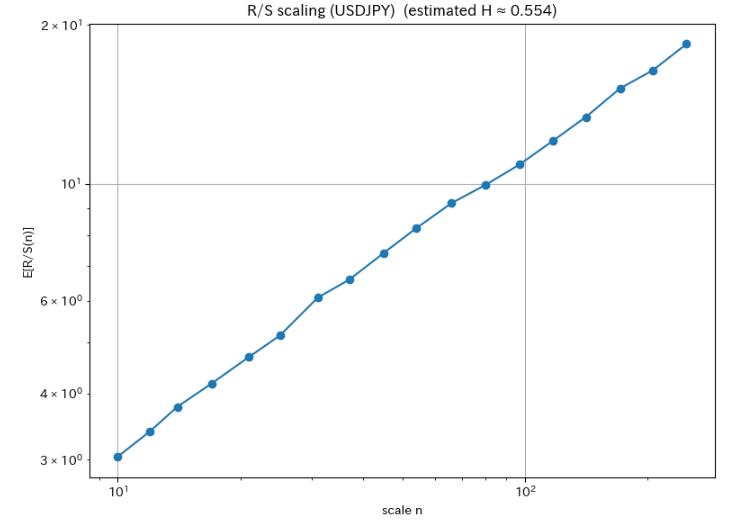 R/S scaling (USDJPY)  (estimated H ≈ 0.554)
2 × 10¹
10¹
6 × 10⁰
4 × 10⁰
3 × 10⁰
E[R/S(n)]
10¹ 10²
scale n